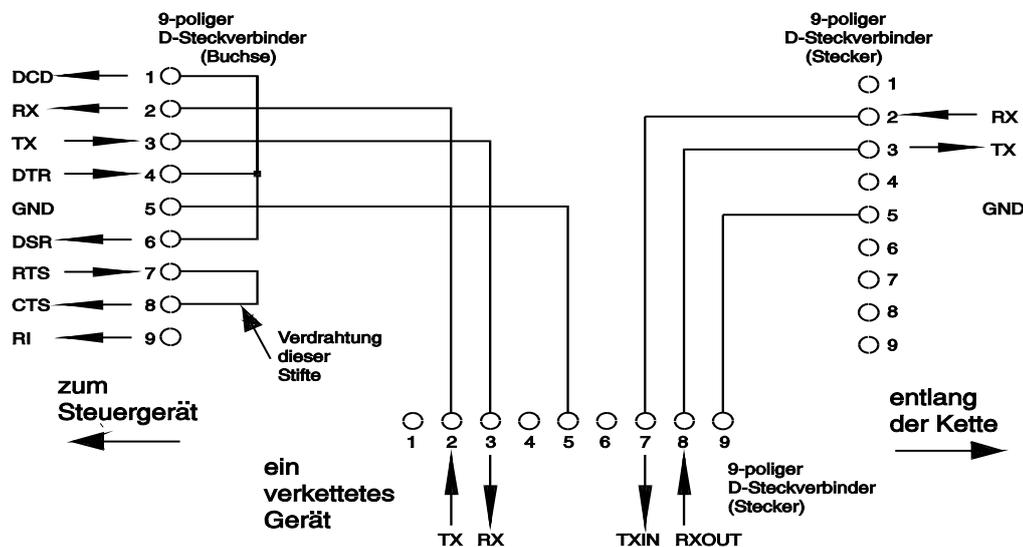 9-poliger
D-Steckverbinder
(Buchse)
DCD 1
RX 2
TX 3
DTR 4
GND 5
DSR 6
RTS 7
CTS 8
RI 9
Verdrahtung
dieser
Stifte
zum
Steuergerät
9-poliger
D-Steckverbinder
(Stecker)
1
2 RX
3 TX
4
5 GND
6
7
8
9
entlang
der Kette
1 2 3 4 5 6 7 8 9
ein
verkettetes
Gerät
9-poliger
D-Steckverbinder
(Stecker)
TX RX TXIN RXOUT